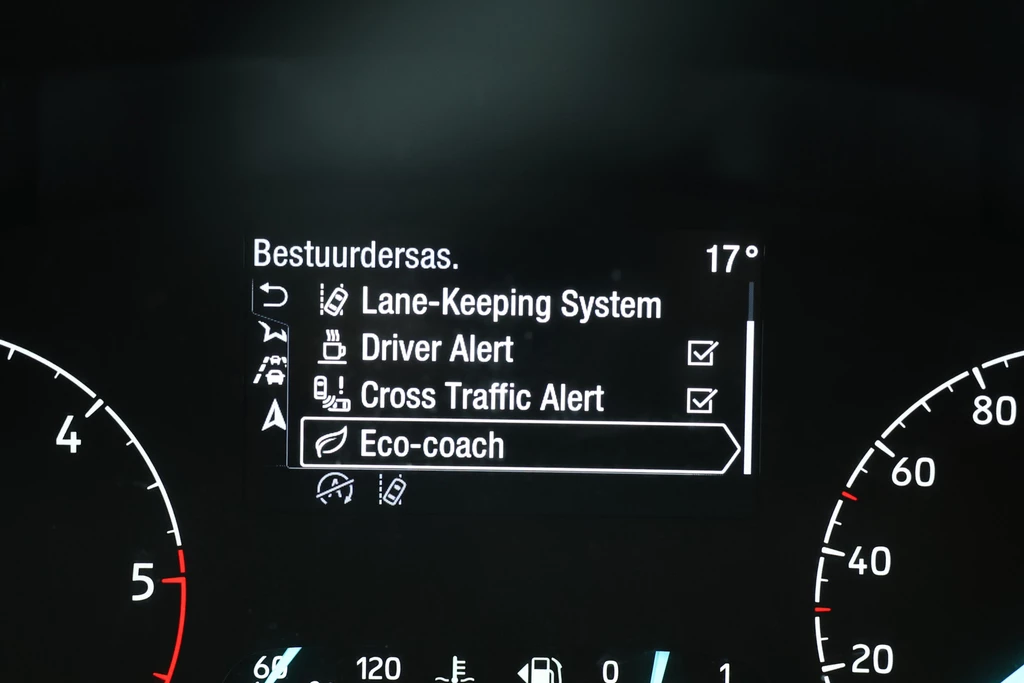 Bestuurdersas. 17°
Lane-Keeping System
Driver Alert
Cross Traffic Alert
Eco-coach
4
5
80
60
40
20
60 120 0 1